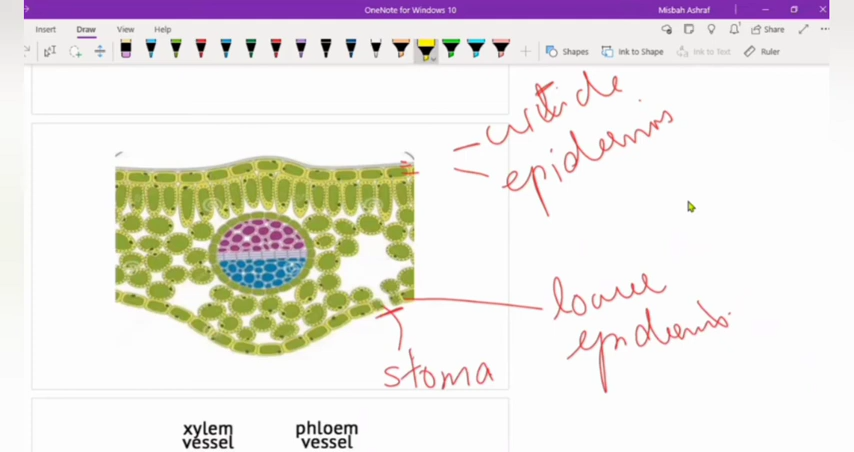 OneNote for Windows 10
Misbah Ashraf
Insert Draw View Help
Share
Shapes Ink to Shape Ink to Text Ruler
cuticle
epidermis
lower
epidermis
stoma
xylem phloem
vessel vessel